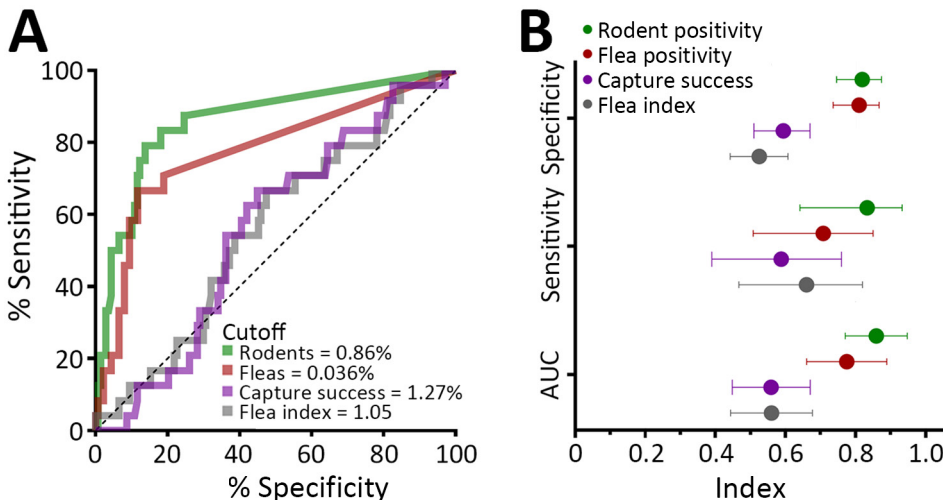 A
100
80
60
40
20
0
% Sensitivity
Cutoff
Rodents = 0.86%
Fleas = 0.036%
Capture success = 1.27%
Flea index = 1.05
0 20 40 60 80 100
% Specificity
B
Rodent positivity
Flea positivity
Capture success
Flea index
Specificity
Sensitivity
AUC
0 0.2 0.4 0.6 0.8 1.0
Index